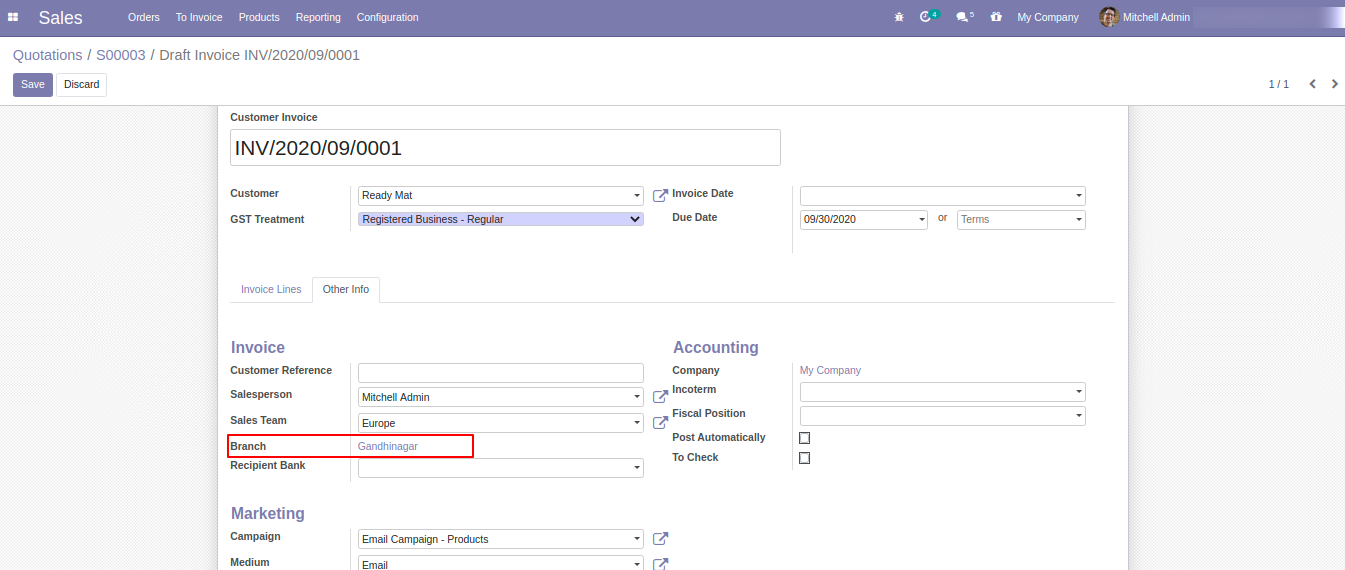 Sales Orders To Invoice Products Reporting Configuration 4 5 My Company Mitchell Admin
Quotations / S00003 / Draft Invoice INV/2020/09/0001
Save Discard 1 / 1
Customer Invoice
INV/2020/09/0001
Customer Ready Mat Invoice Date
GST Treatment Registered Business - Regular Due Date 09/30/2020 or Terms
Invoice Lines Other Info
Invoice Accounting
Customer Reference Company My Company
Salesperson Mitchell Admin Incoterm
Sales Team Europe Fiscal Position
Branch Gandhinagar Post Automatically
Recipient Bank To Check
Marketing
Campaign Email Campaign - Products
Medium Email